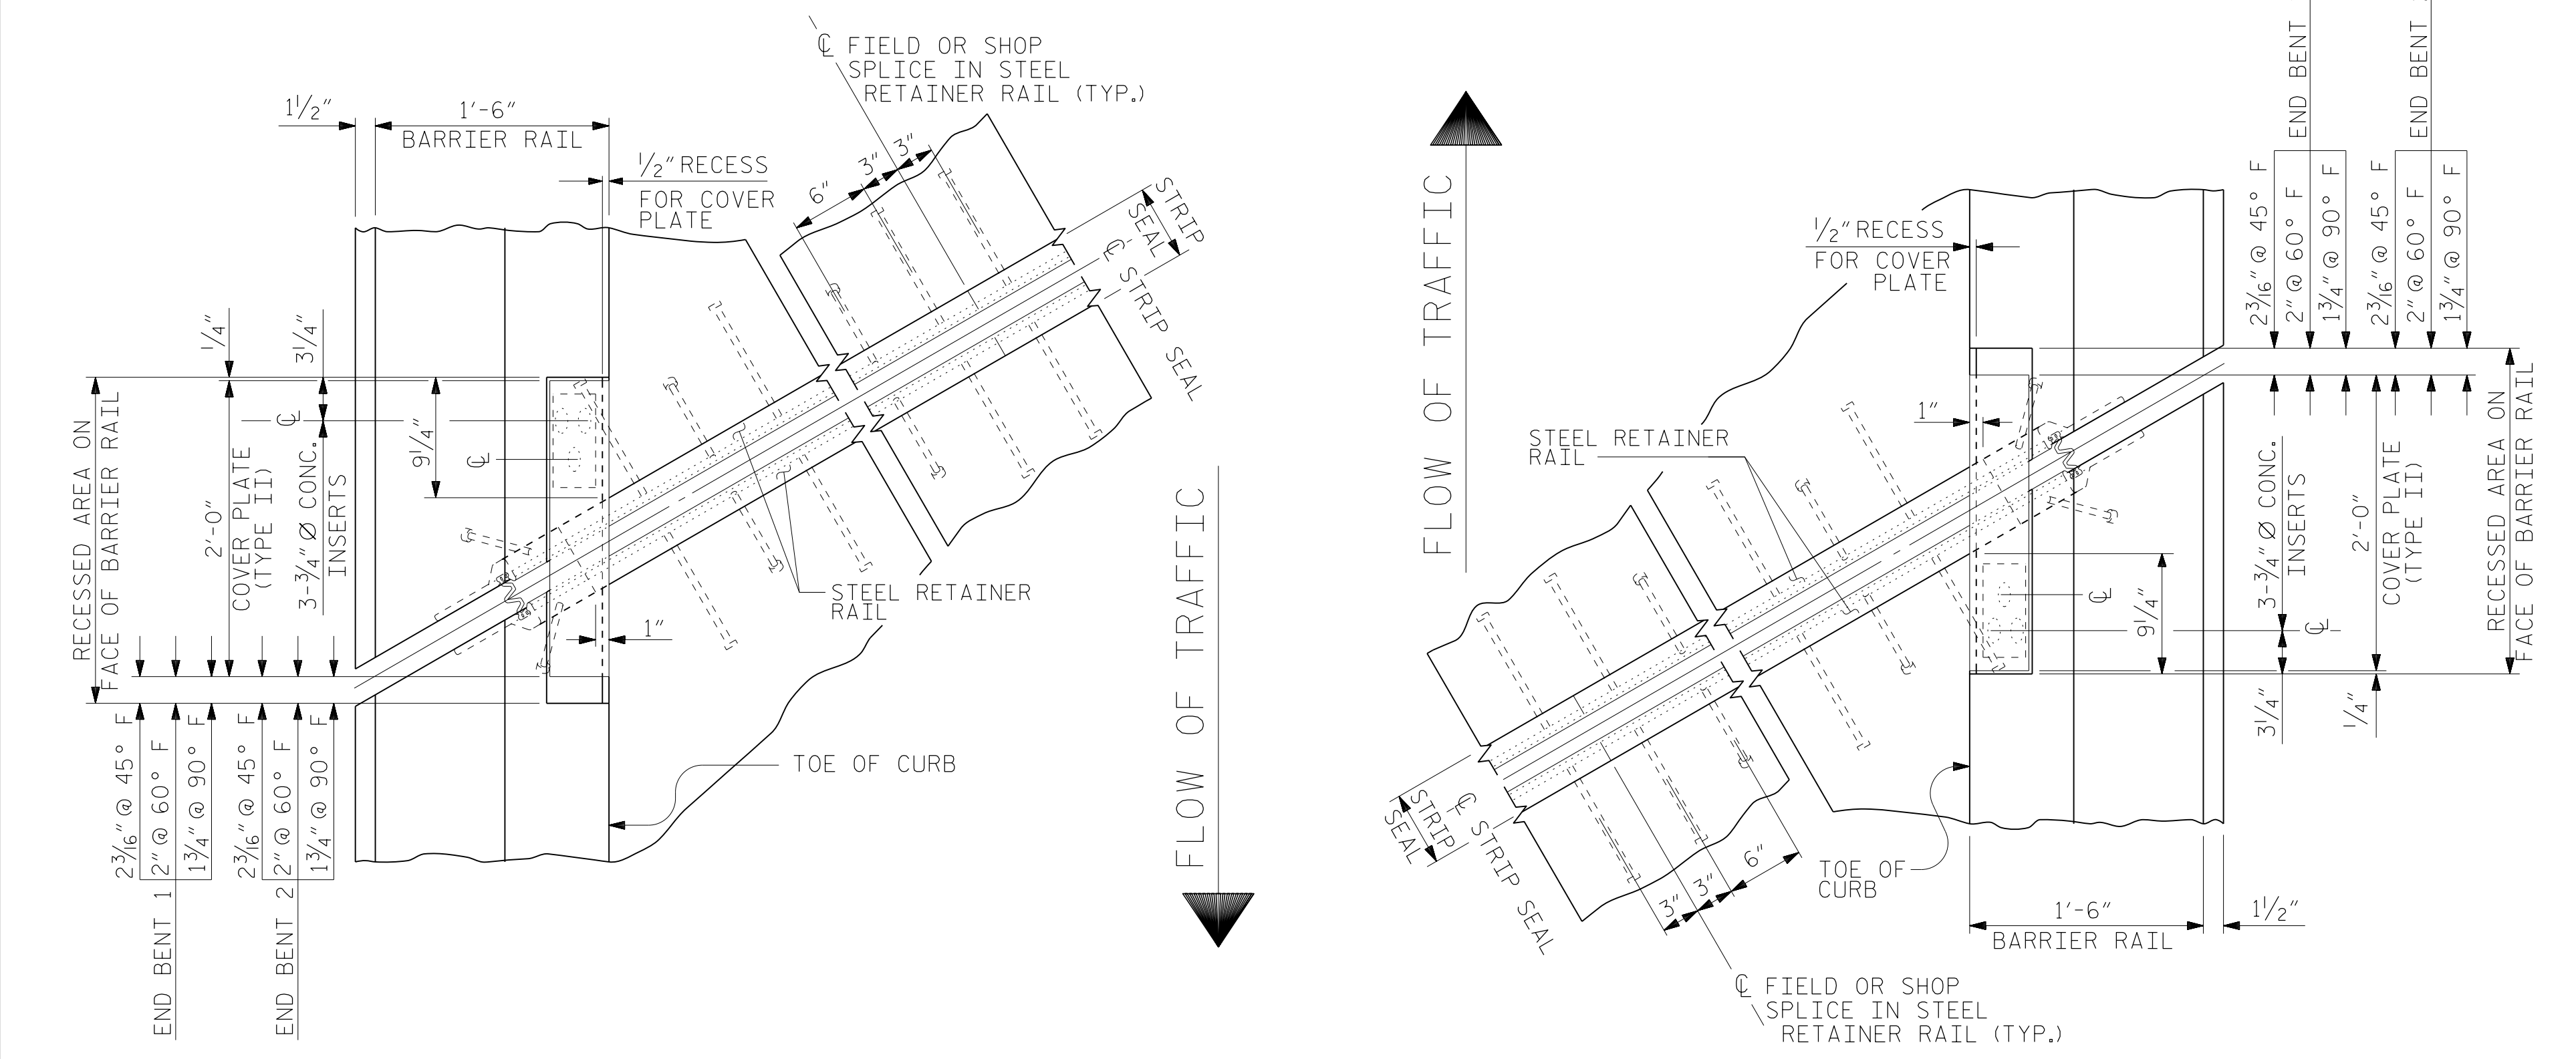 ℄ FIELD OR SHOP
SPLICE IN STEEL
RETAINER RAIL (TYP.)
1½"
1'-6"
BARRIER RAIL
½" RECESS
FOR COVER
PLATE
6"
3"
3"
STRIP
SEAL
℄ STRIP SEAL
¼"
3¼"
℄
9¼"
℄
RECESSED AREA ON
FACE OF BARRIER RAIL
2'-0"
COVER PLATE
(TYPE II)
3-¾" Ø CONC.
INSERTS
STEEL RETAINER
RAIL
1"
TOE OF CURB
2³⁄₁₆" @ 45° F
2" @ 60° F
1¾" @ 90° F
2³⁄₁₆" @ 45° F
2" @ 60° F
1¾" @ 90° F
END BENT 1
END BENT 2
FLOW OF TRAFFIC
FLOW OF TRAFFIC
½" RECESS
FOR COVER
PLATE
END BENT
END BENT
2³⁄₁₆" @ 45° F
2" @ 60° F
1¾" @ 90° F
2³⁄₁₆" @ 45° F
2" @ 60° F
1¾" @ 90° F
STEEL RETAINER
RAIL
1"
℄
9¼"
3-¾" Ø CONC.
INSERTS
℄
2'-0"
COVER PLATE
(TYPE II)
RECESSED AREA ON
FACE OF BARRIER RAIL
3¼"
¼"
STRIP
SEAL
℄ STRIP SEAL
3"
3"
6"
TOE OF
CURB
1'-6"
BARRIER RAIL
1½"
℄ FIELD OR SHOP
SPLICE IN STEEL
RETAINER RAIL (TYP.)